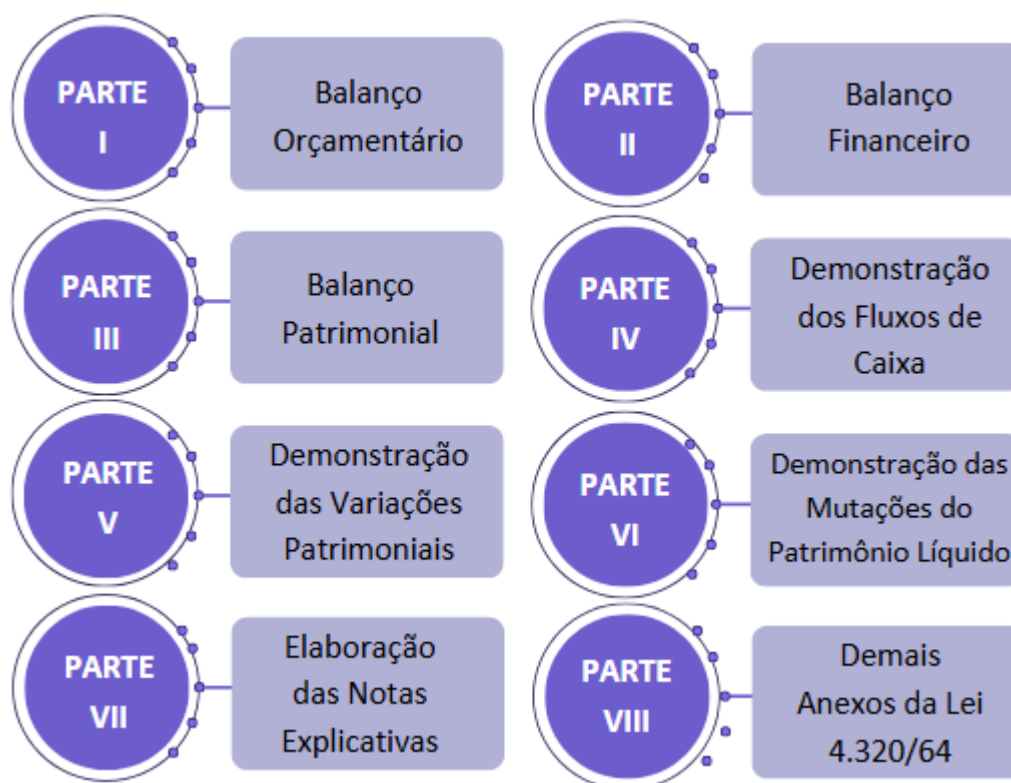 PARTE
I
Balanço
Orçamentário
PARTE
II
Balanço
Financeiro
PARTE
III
Balanço
Patrimonial
PARTE
IV
Demonstração
dos Fluxos de
Caixa
PARTE
V
Demonstração
das Variações
Patrimoniais
PARTE
VI
Demonstração das
Mutações do
Patrimônio Líquido
PARTE
VII
Elaboração
das Notas
Explicativas
PARTE
VIII
Demais
Anexos da Lei
4.320/64